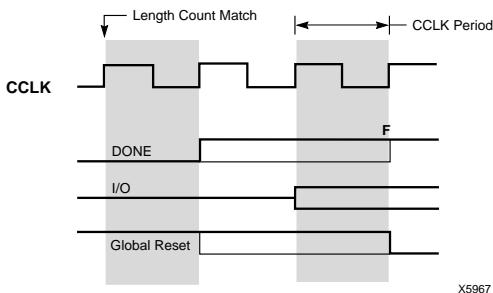 Length Count Match
CCLK Period
CCLK
F
DONE
I/O
Global Reset
X5967